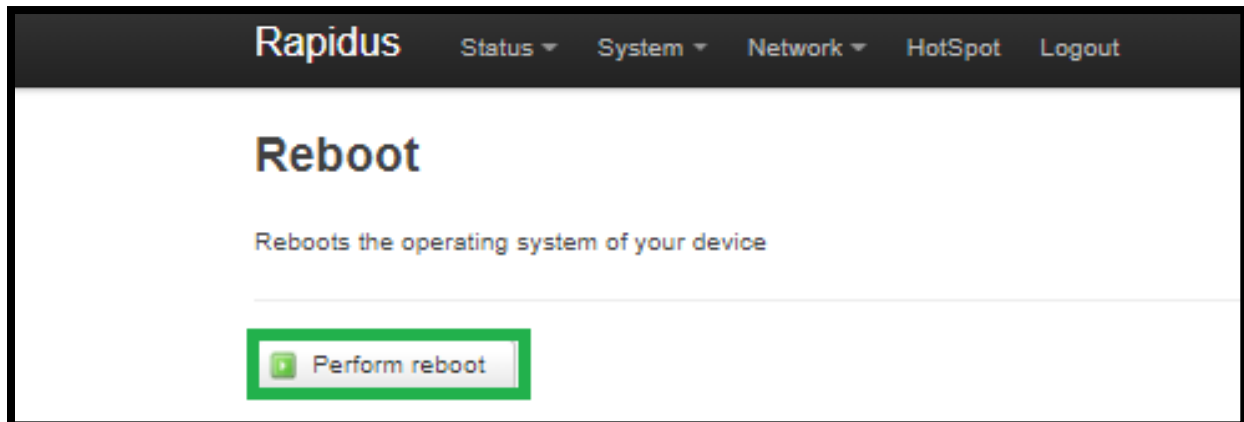 Rapidus Status System Network HotSpot Logout
Reboot
Reboots the operating system of your device
Perform reboot